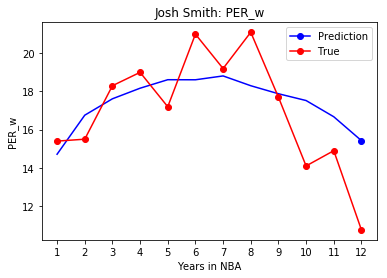 Josh Smith: PER_w
Prediction
True
PER_w
20
18
16
14
12
1 2 3 4 5 6 7 8 9 10 11 12
Years in NBA